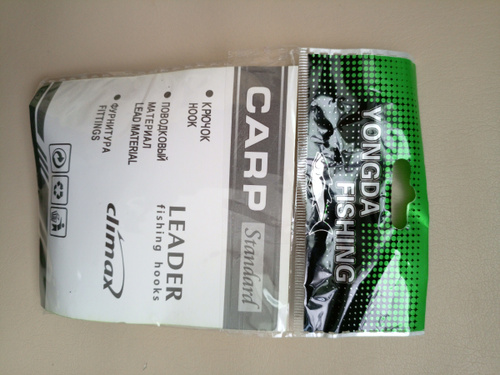 YONGDA
FISHING
CARP Standard
• КРЮЧОК
HOOK
• ПОВОДКОВЫЙ
МАТЕРИАЛ
LEAD MATERIAL
• ФУРНИТУРА
FITTINGS
LEADER
fishing hooks
climax